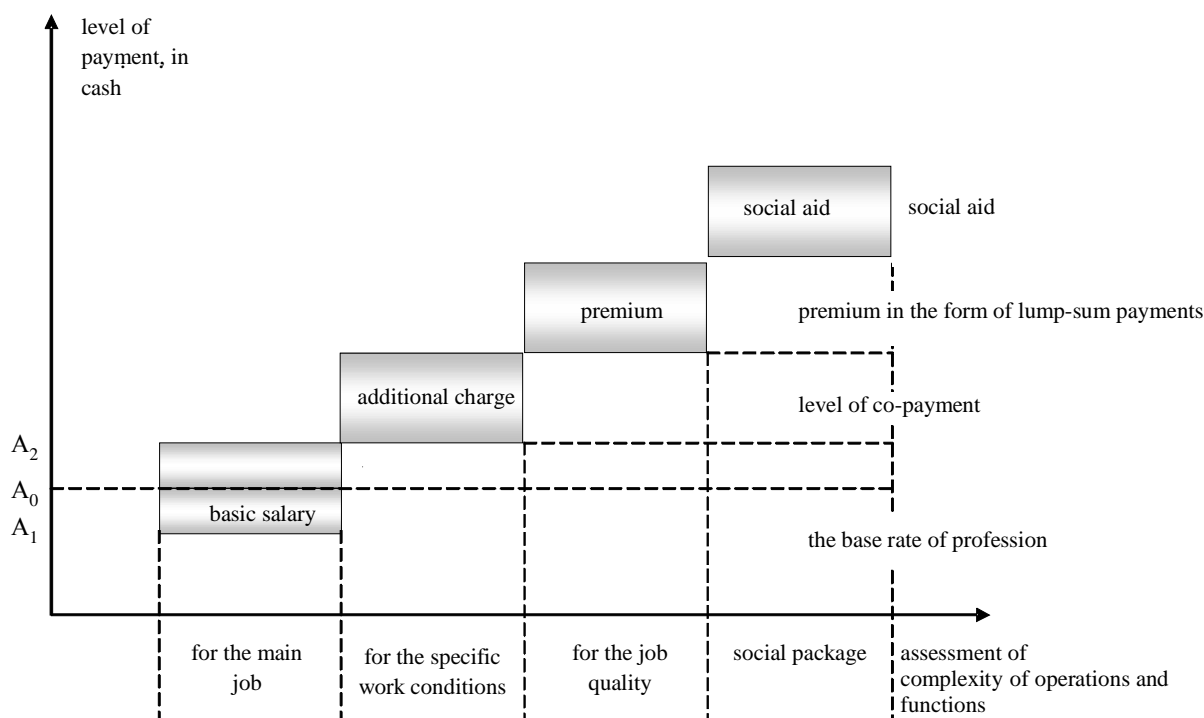 level of
payment, in
cash
social aid
social aid
premium
premium in the form of lump-sum payments
additional charge
level of co-payment
A2
A0
basic salary
A1
the base rate of profession
for the main
job
for the specific
work conditions
for the job
quality
social package
assessment of
complexity of operations and
functions